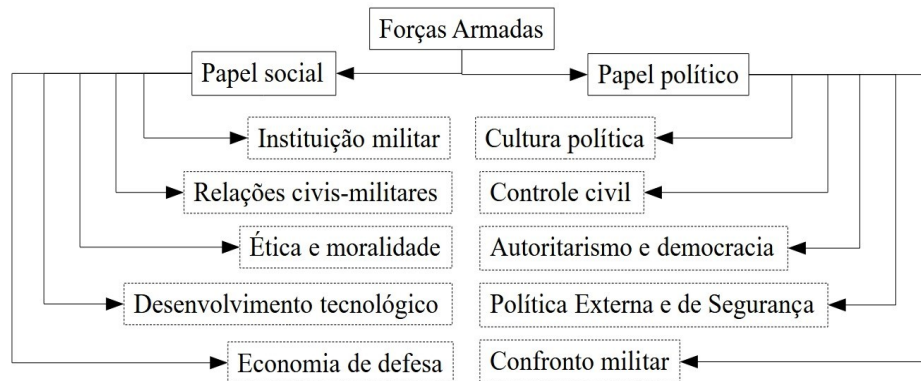 Forças Armadas
Papel social
Papel político
Instituição militar
Cultura política
Relações civis-militares
Controle civil
Ética e moralidade
Autoritarismo e democracia
Desenvolvimento tecnológico
Política Externa e de Segurança
Economia de defesa
Confronto militar